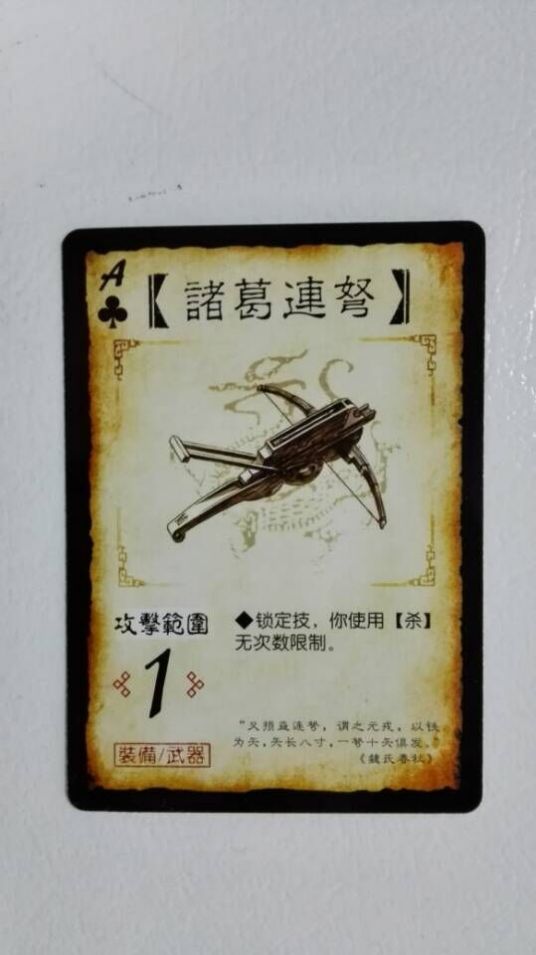 A
【諸葛連弩】
攻擊範圍
1
◆锁定技，你使用【杀】
无次数限制。
“又损益连弩，谓之元戎，以铁
为矢，矢长八寸，一弩十矢俱发。”
《魏氏春秋》
裝備/武器